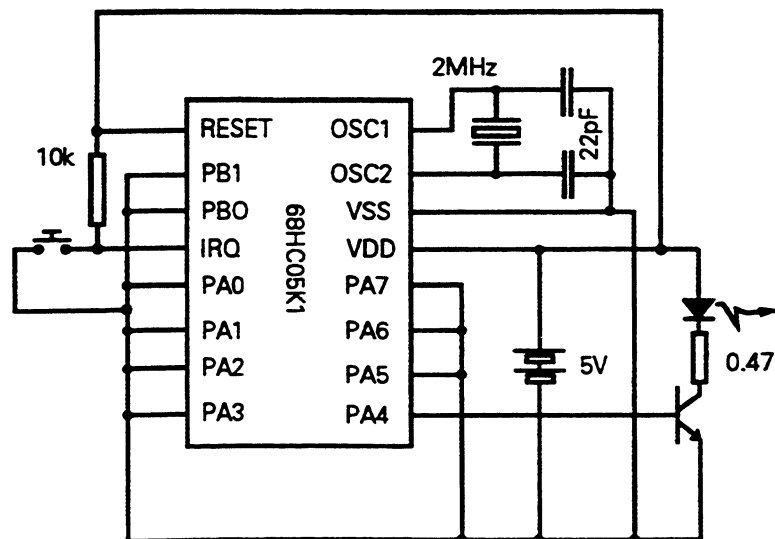 2MHz
RESET
OSC1
10k
22pF
PB1
OSC2
PBO
VSS
68HC05K1
IRQ
VDD
PA0
PA7
PA1
PA6
PA2
PA5
5V
0.47
PA3
PA4